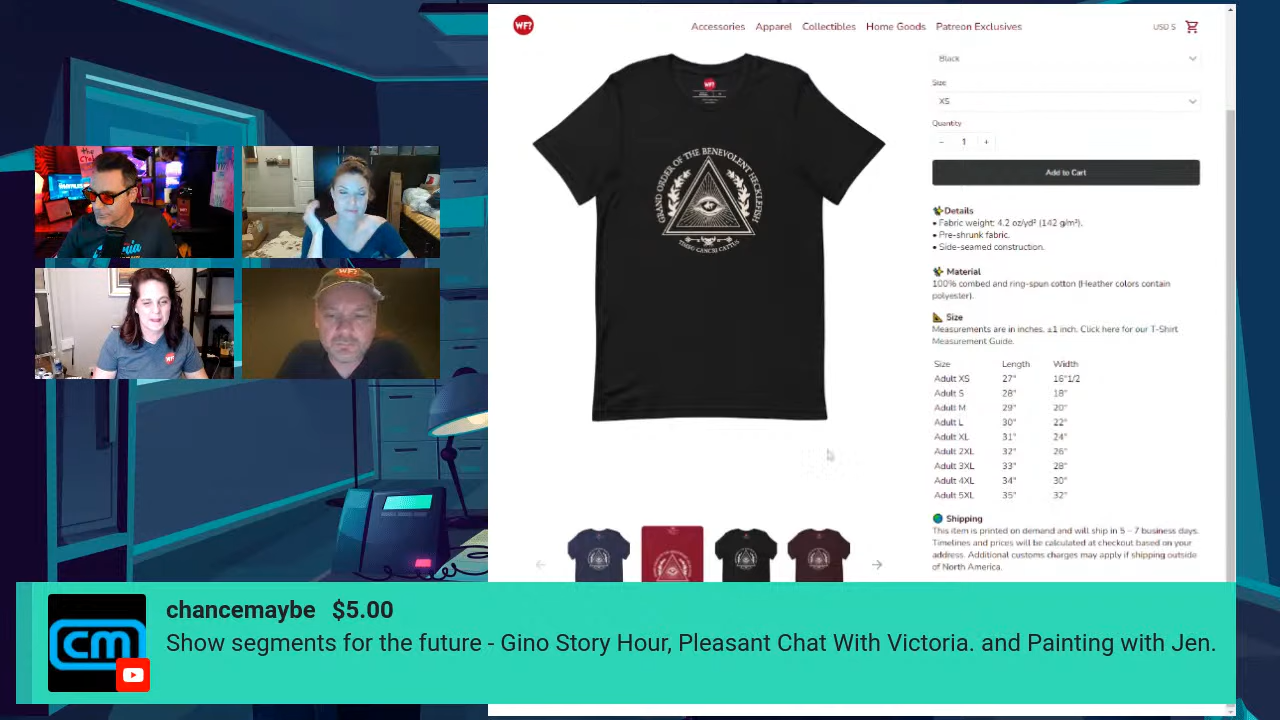 WF?
Accessories Apparel Collectibles Home Goods Patreon Exclusives
USD $
Black
Size
XS
Quantity
− 1 +
Add to Cart
Details
• Fabric weight: 4.2 oz/yd² (142 g/m²).
• Pre-shrunk fabric.
• Side-seamed construction.
Material
100% combed and ring-spun cotton (Heather colors contain
polyester).
Size
Measurements are in inches, ±1 inch. Click here for our T-Shirt
Measurement Guide.
Size Length Width
Adult XS 27" 16"1/2
Adult S 28" 18"
Adult M 29" 20"
Adult L 30" 22"
Adult XL 31" 24"
Adult 2XL 32" 26"
Adult 3XL 33" 28"
Adult 4XL 34" 30"
Adult 5XL 35" 32"
Shipping
This item is printed on demand and will ship in 5 – 7 business days.
Timelines and prices will be calculated at checkout based on your
address. Additional customs charges may apply if shipping outside
of North America.
WF?
GRAND ORDER OF THE BENEVOLENT HECKLEFISH
WF?
WF?
cm
chancemaybe $5.00
Show segments for the future - Gino Story Hour, Pleasant Chat With Victoria. and Painting with Jen.